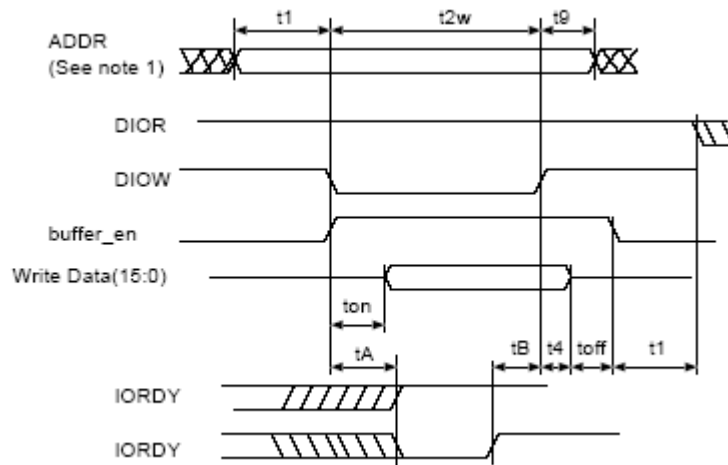 t1 t2w t9
ADDR
(See note 1)
DIOR
DIOW
buffer_en
Write Data(15:0)
ton
tA tB t4 toff t1
IORDY
IORDY